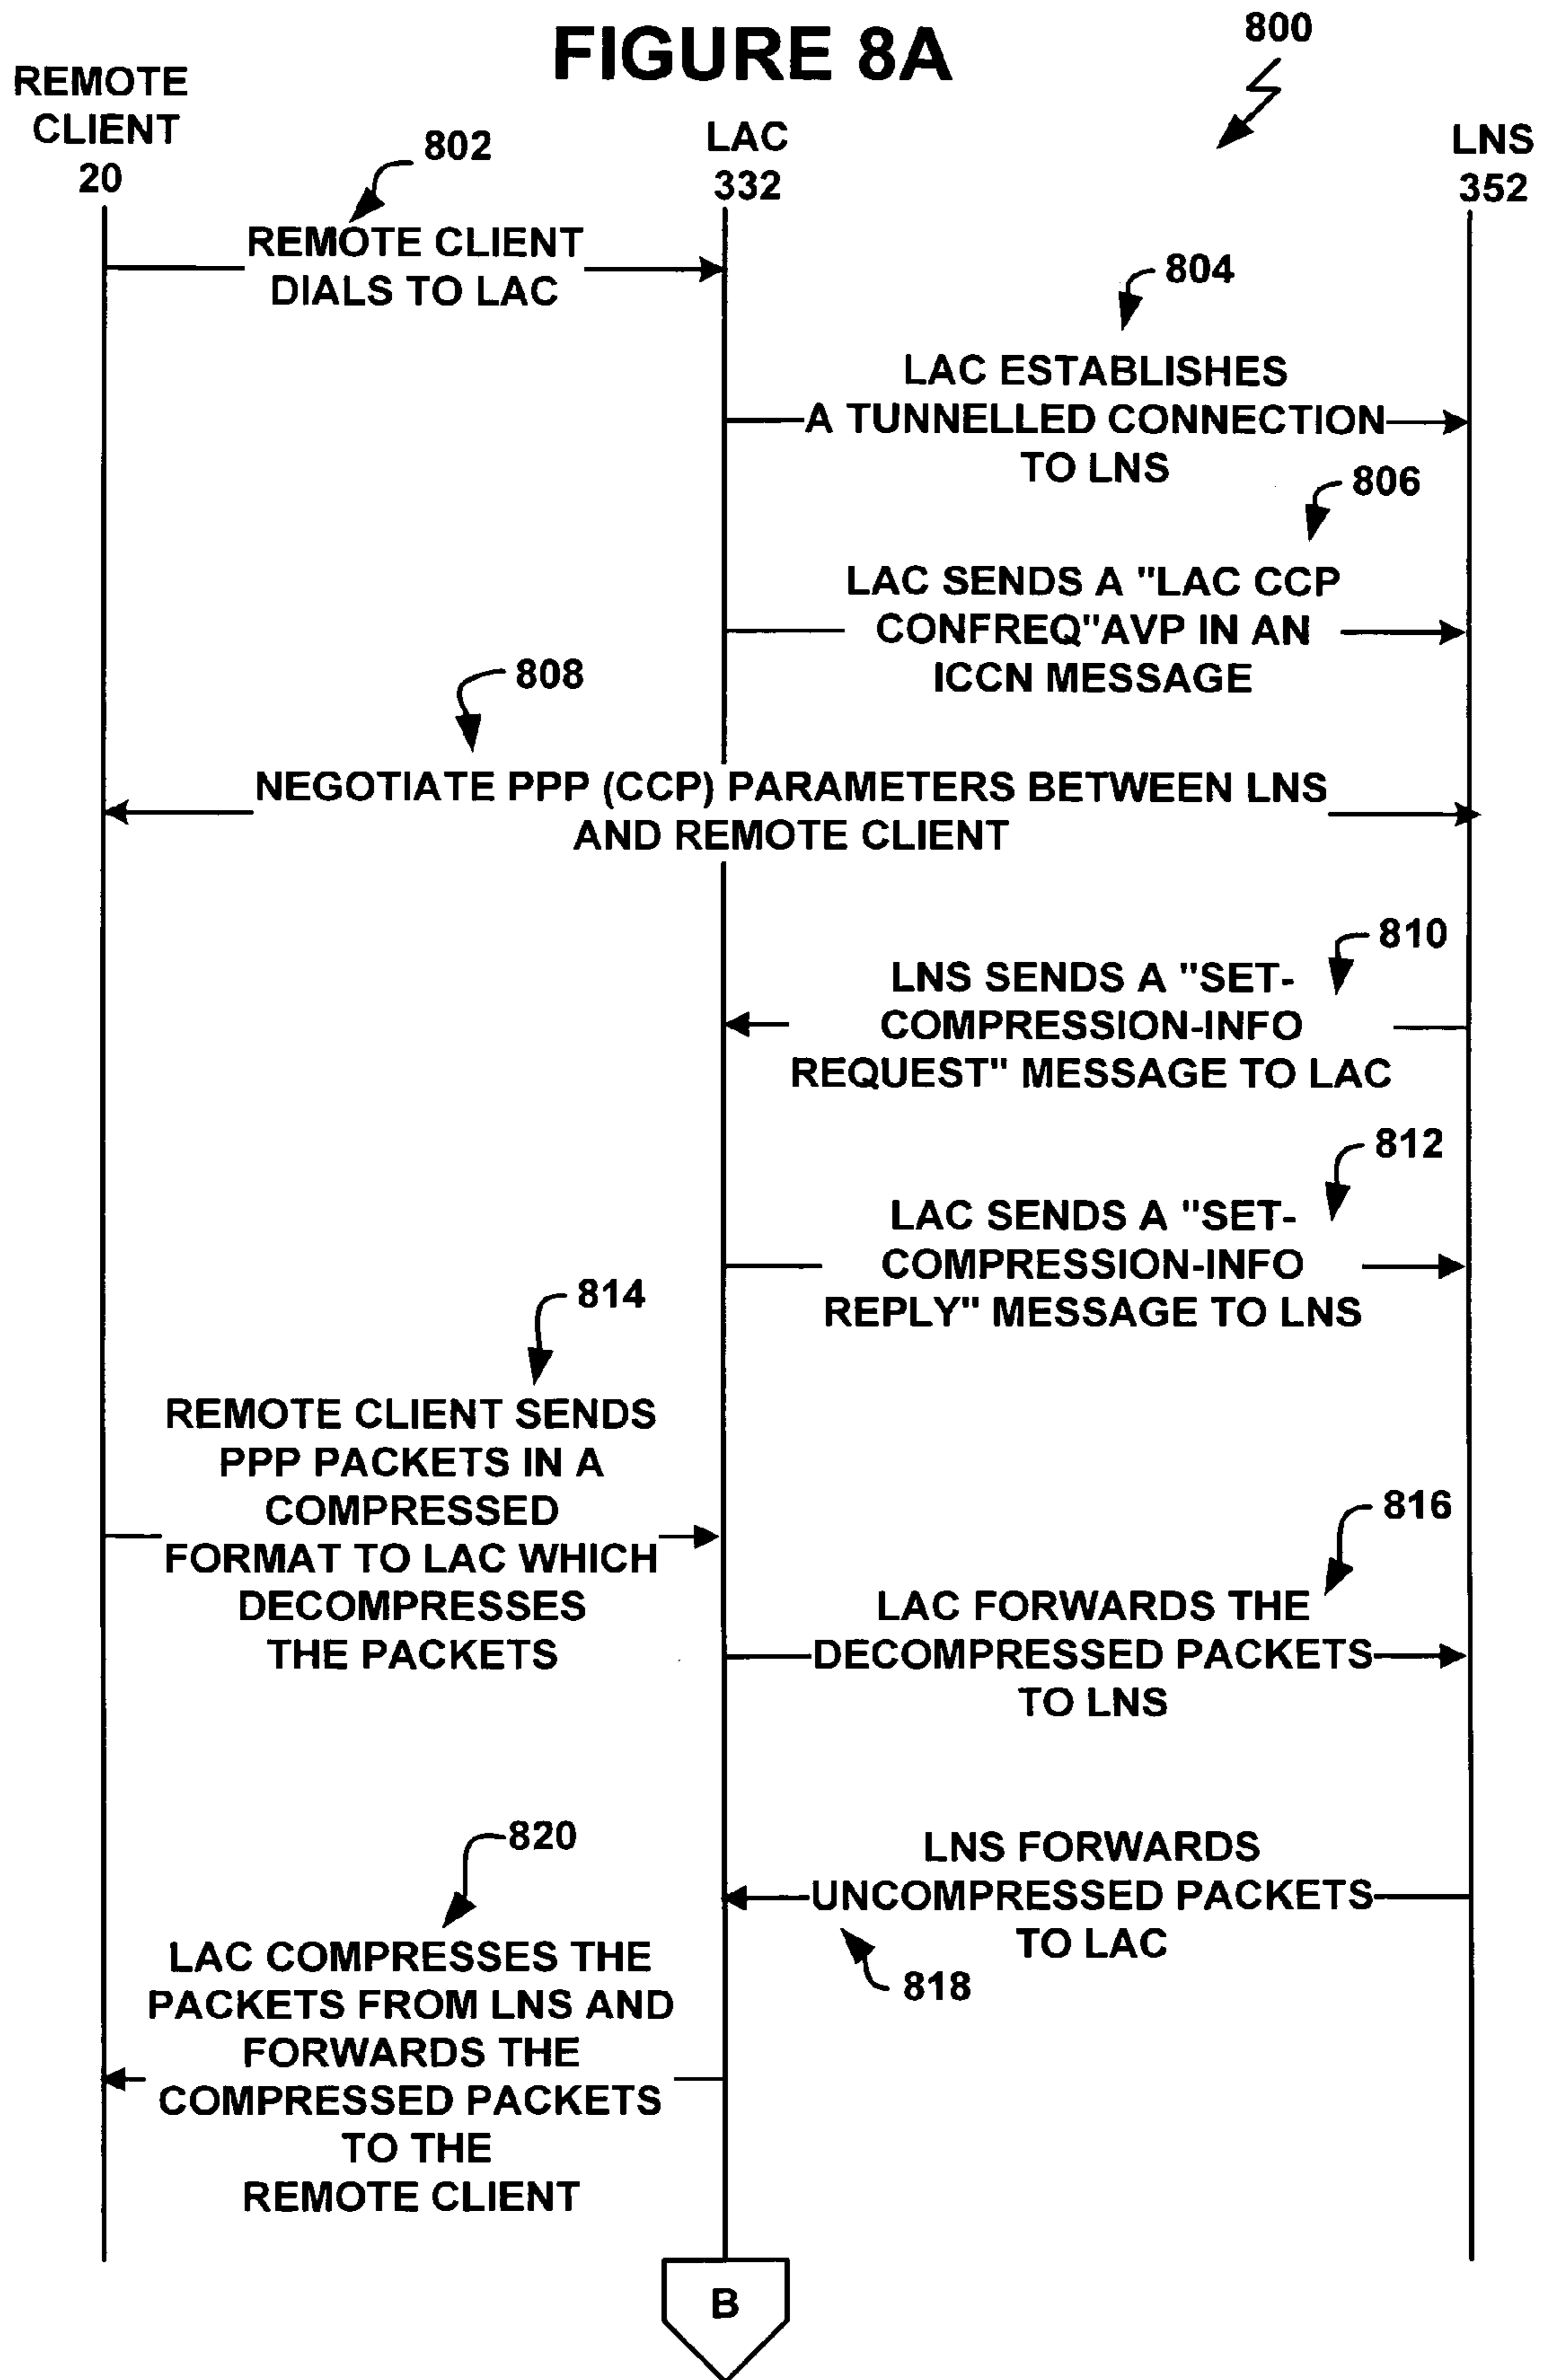 FIGURE 8A
800
REMOTE
CLIENT
20
LAC
332
LNS
352
802
REMOTE CLIENT
DIALS TO LAC
804
LAC ESTABLISHES
A TUNNELLED CONNECTION
TO LNS
806
LAC SENDS A "LAC CCP
CONFREQ"AVP IN AN
ICCN MESSAGE
808
NEGOTIATE PPP (CCP) PARAMETERS BETWEEN LNS
AND REMOTE CLIENT
810
LNS SENDS A "SET-
COMPRESSION-INFO
REQUEST" MESSAGE TO LAC
812
LAC SENDS A "SET-
COMPRESSION-INFO
REPLY" MESSAGE TO LNS
814
REMOTE CLIENT SENDS
PPP PACKETS IN A
COMPRESSED
FORMAT TO LAC WHICH
DECOMPRESSES
THE PACKETS
816
LAC FORWARDS THE
DECOMPRESSED PACKETS
TO LNS
LNS FORWARDS
UNCOMPRESSED PACKETS
TO LAC
818
820
LAC COMPRESSES THE
PACKETS FROM LNS AND
FORWARDS THE
COMPRESSED PACKETS
TO THE
REMOTE CLIENT
B